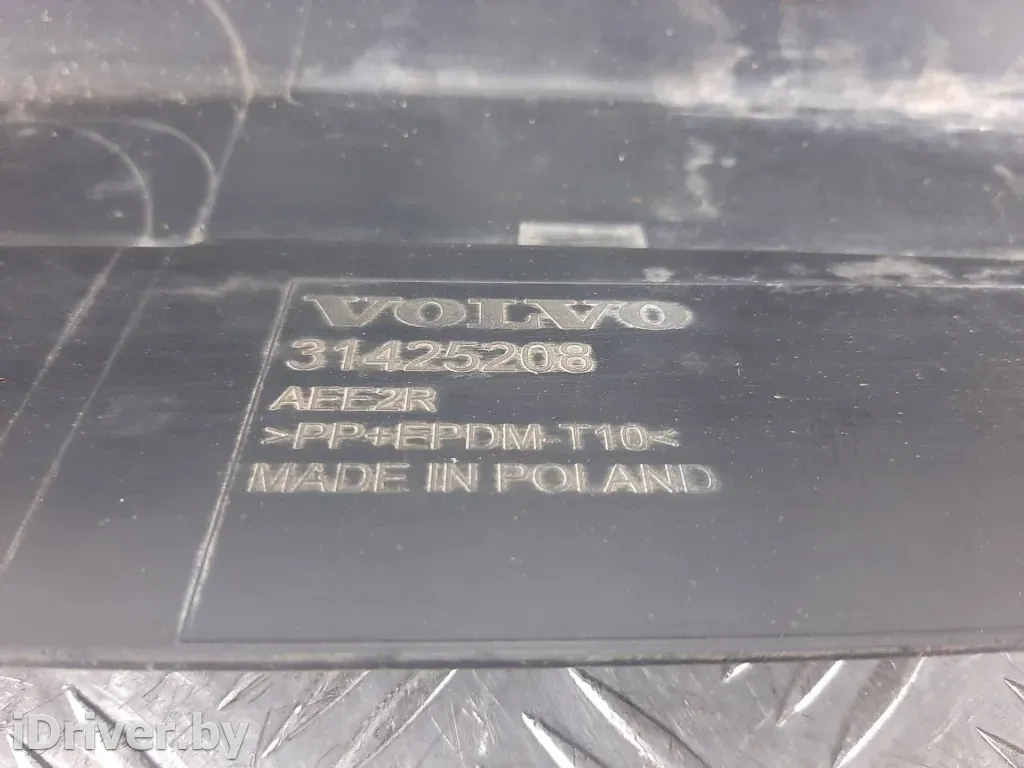 VOLVO
31425208
AEE2R
>PP+EPDM-T10<
MADE IN POLAND
iDriver.by